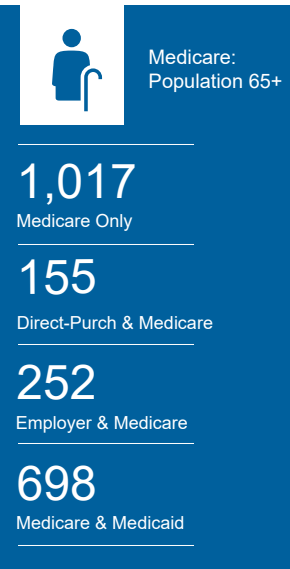 Medicare:
Population 65+
1,017
Medicare Only
155
Direct-Purch & Medicare
252
Employer & Medicare
698
Medicare & Medicaid